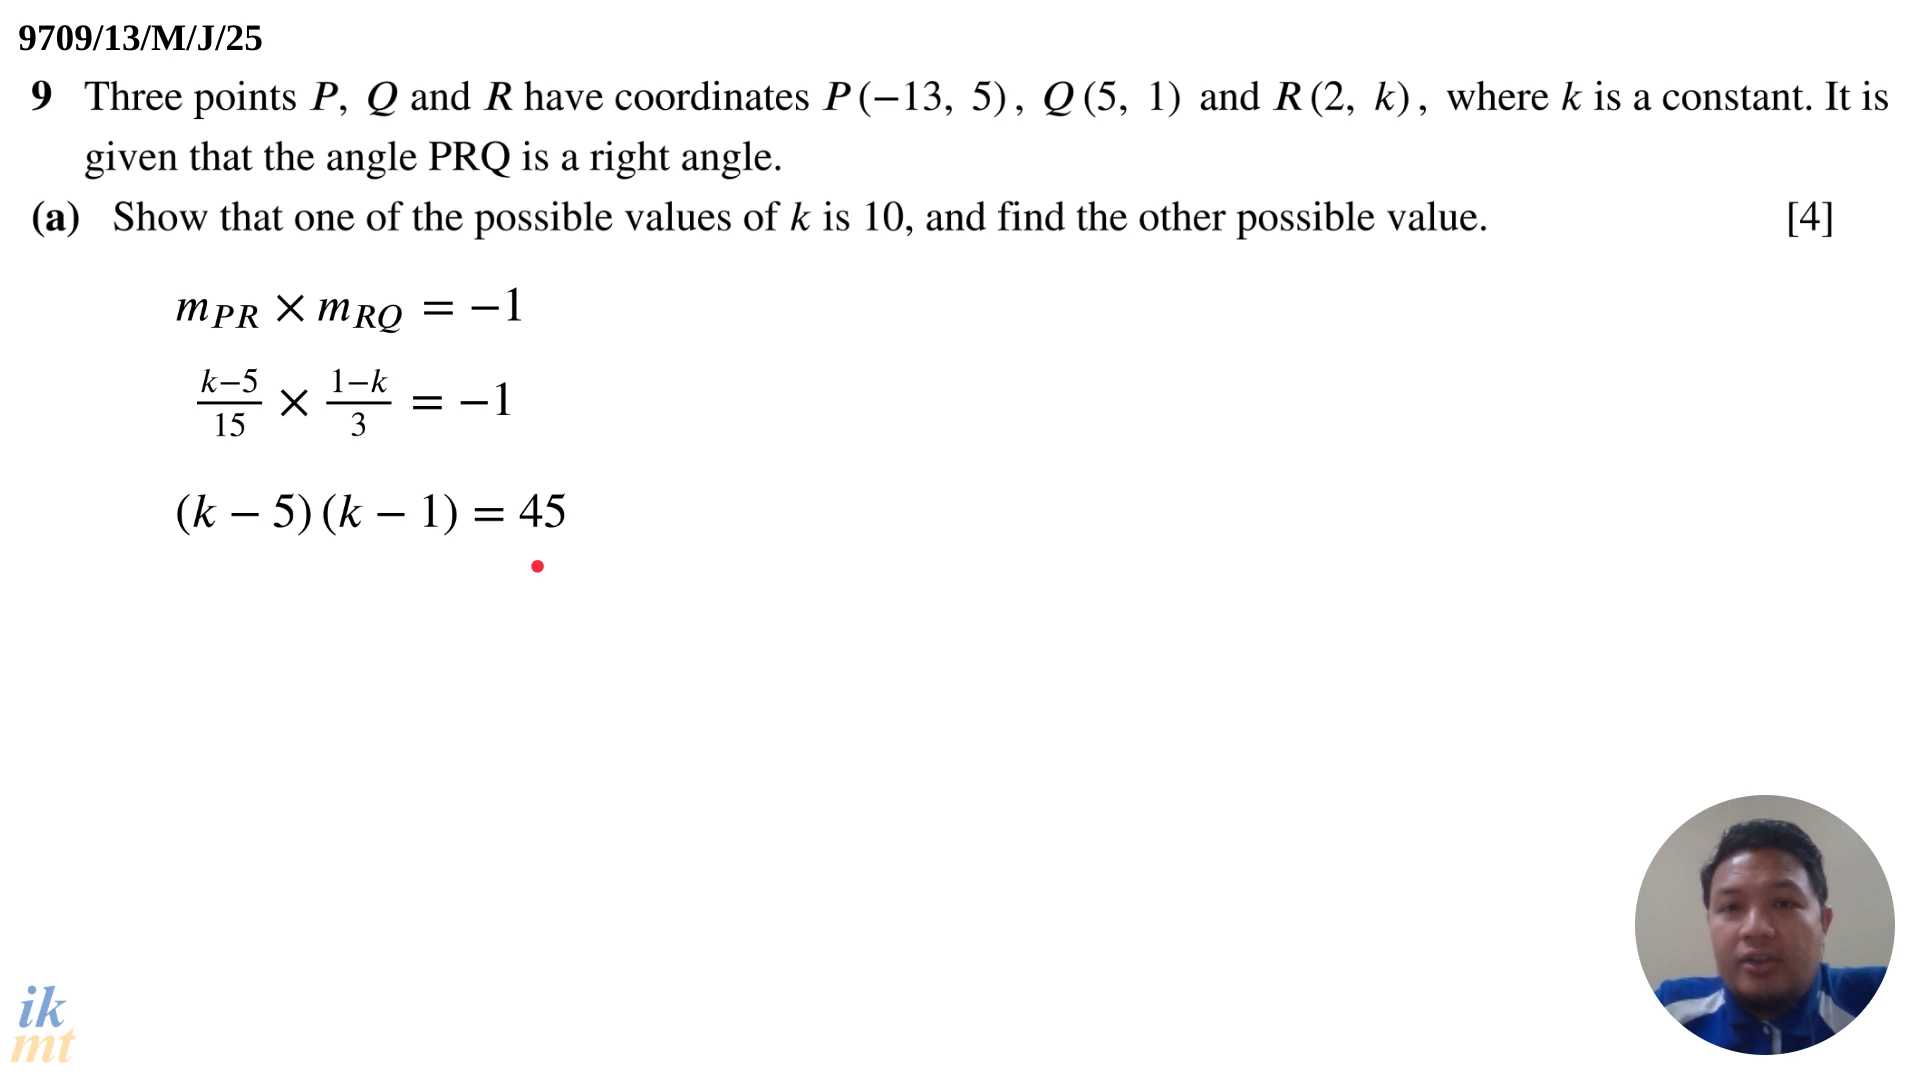 9709/13/M/J/25
9 Three points P, Q and R have coordinates P(−13, 5), Q(5, 1) and R(2, k), where k is a constant. It is
given that the angle PRQ is a right angle.
(a) Show that one of the possible values of k is 10, and find the other possible value. [4]
m_PR × m_RQ = −1
(k−5)/15 × (1−k)/3 = −1
(k − 5)(k − 1) = 45
ik
mt